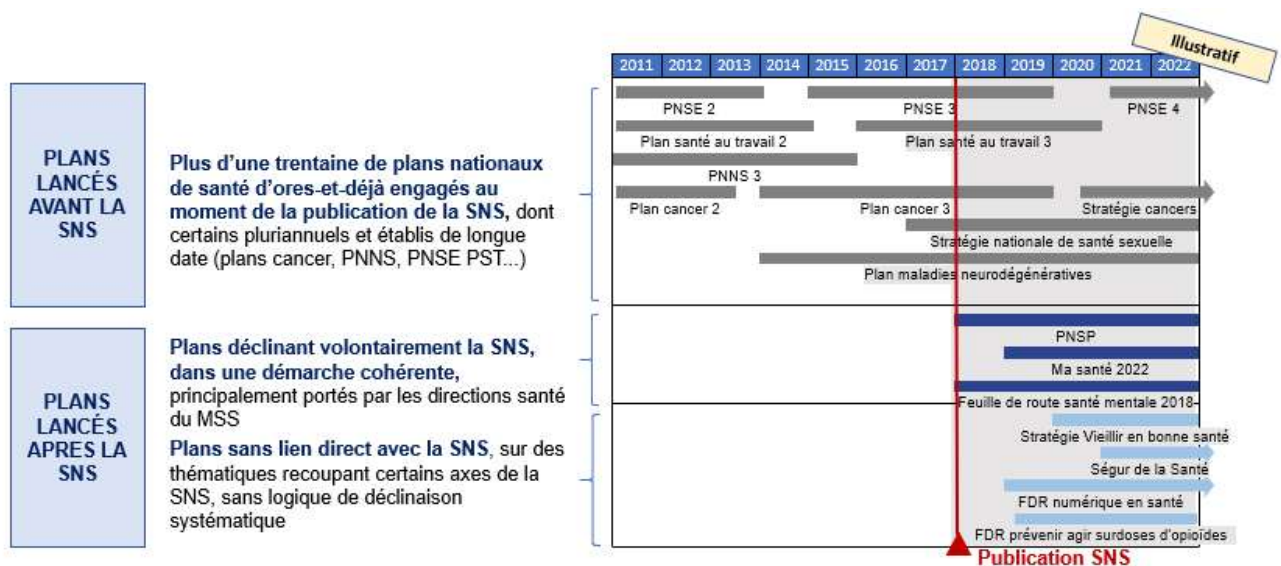 Illustratif
2011 2012 2013 2014 2015 2016 2017 2018 2019 2020 2021 2022
PLANS
LANCÉS
AVANT LA
SNS
Plus d'une trentaine de plans nationaux
de santé d'ores-et-déjà engagés au
moment de la publication de la SNS, dont
certains pluriannuels et établis de longue
date (plans cancer, PNNS, PNSE PST...)
PNSE 2
PNSE 3
PNSE 4
Plan santé au travail 2
Plan santé au travail 3
PNNS 3
Plan cancer 2
Plan cancer 3
Stratégie cancers
Stratégie nationale de santé sexuelle
Plan maladies neurodégénératives
PLANS
LANCÉS
APRES LA
SNS
Plans déclinant volontairement la SNS,
dans une démarche cohérente,
principalement portés par les directions santé
du MSS
Plans sans lien direct avec la SNS, sur des
thématiques recoupant certains axes de la
SNS, sans logique de déclinaison
systématique
PNSP
Ma santé 2022
Feuille de route santé mentale 2018
Stratégie Vieillir en bonne santé
Ségur de la Santé
FDR numérique en santé
FDR prévenir agir surdoses d'opioïdes
Publication SNS